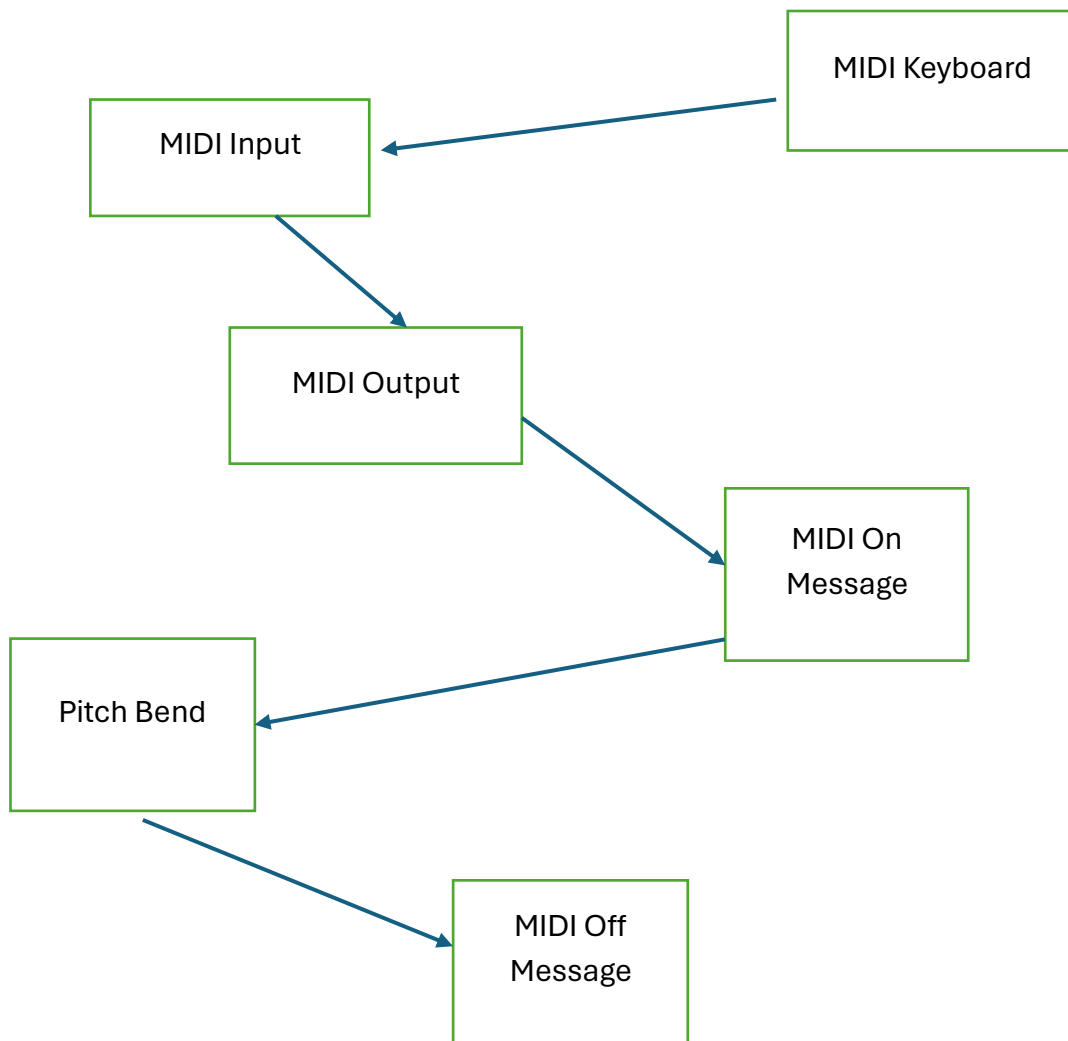 MIDI Keyboard
MIDI Input
MIDI Output
MIDI On
Message
Pitch Bend
MIDI Off
Message